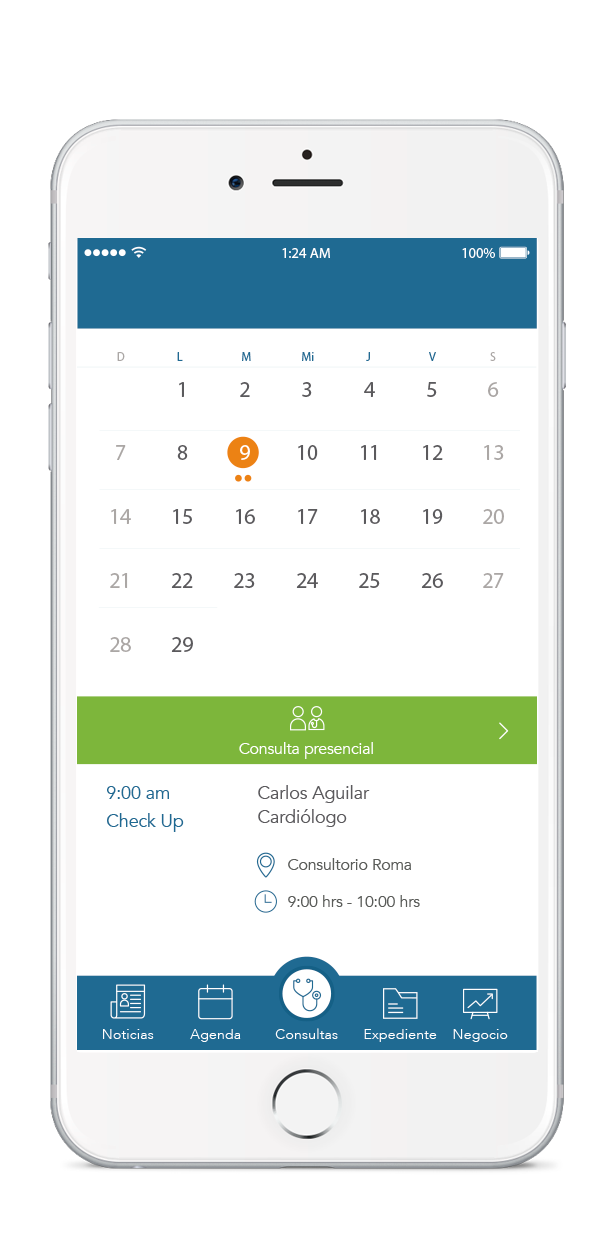 1:24 AM 100%
D L M Mi J V S
1 2 3 4 5 6
7 8 9 10 11 12 13
14 15 16 17 18 19 20
21 22 23 24 25 26 27
28 29
Consulta presencial
9:00 am Carlos Aguilar
Check Up Cardiólogo
Consultorio Roma
9:00 hrs - 10:00 hrs
Noticias Agenda Consultas Expediente Negocio